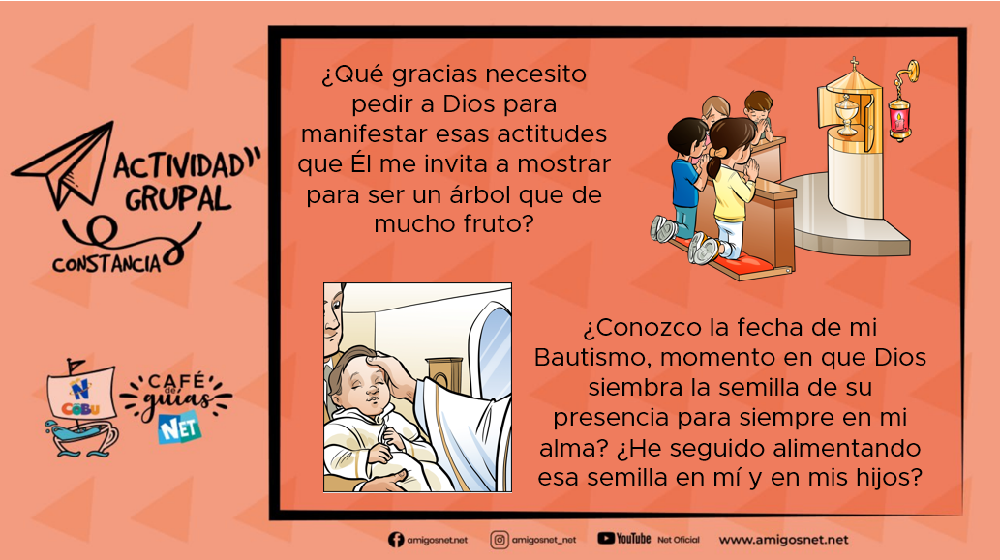 ACTIVIDAD"
GRUPAL
CONSTANCIA
N
CoBu
CAFÉ
de
guías
NET
¿Qué gracias necesito
pedir a Dios para
manifestar esas actitudes
que Él me invita a mostrar
para ser un árbol que de
mucho fruto?
¿Conozco la fecha de mi
Bautismo, momento en que Dios
siembra la semilla de su
presencia para siempre en mi
alma? ¿He seguido alimentando
esa semilla en mí y en mis hijos?
amigosnet.net
amigosnet_net
YouTube Net Oficial
www.amigosnet.net